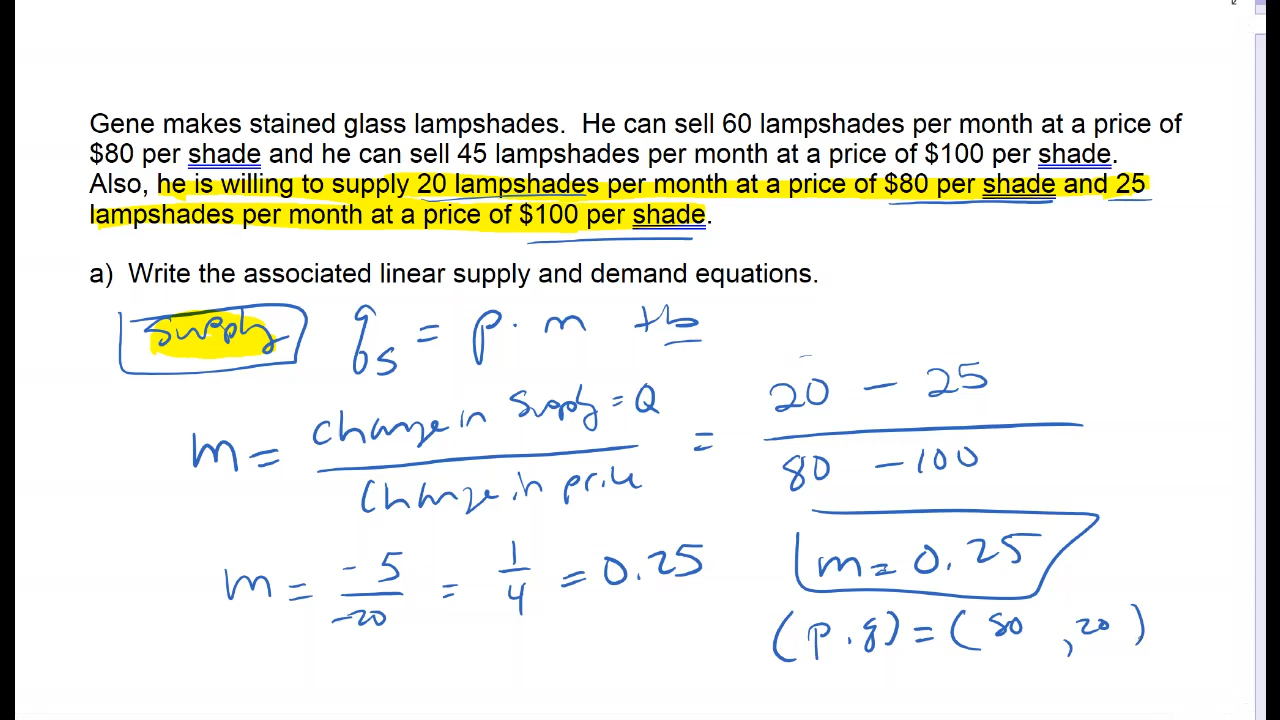 Gene makes stained glass lampshades. He can sell 60 lampshades per month at a price of
$80 per shade and he can sell 45 lampshades per month at a price of $100 per shade.
Also, he is willing to supply 20 lampshades per month at a price of $80 per shade and 25
lampshades per month at a price of $100 per shade.
a) Write the associated linear supply and demand equations.
Supply qs = p · m + b
m = change in supply = Q / change in price = 20 - 25 / 80 - 100
m = -5 / -20 = 1 / 4 = 0.25
m = 0.25
(p, q) = (80, 20)